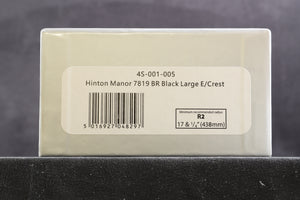 4S-001-005
Hinton Manor 7819 BR Black Large E/Crest
Minimum recommended radius
R2
17 & ¼" (438mm)
5 016927 048297